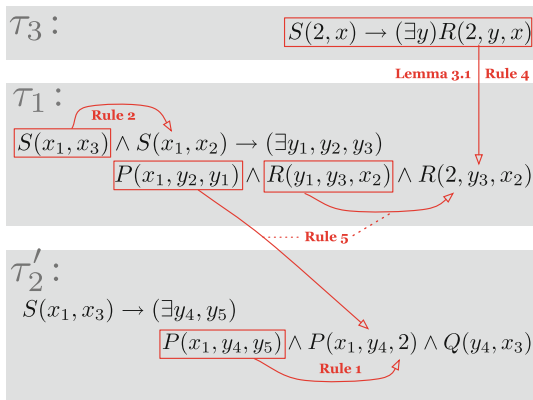 τ₃ :
S(2, x) → (∃y)R(2, y, x)
Lemma 3.1 Rule 4
τ₁ :
Rule 2
S(x₁, x₃) ∧ S(x₁, x₂) → (∃y₁, y₂, y₃)
P(x₁, y₂, y₁) ∧ R(y₁, y₃, x₂) ∧ R(2, y₃, x₂)
Rule 5
τ₂′ :
S(x₁, x₃) → (∃y₄, y₅)
P(x₁, y₄, y₅) ∧ P(x₁, y₄, 2) ∧ Q(y₄, x₃)
Rule 1